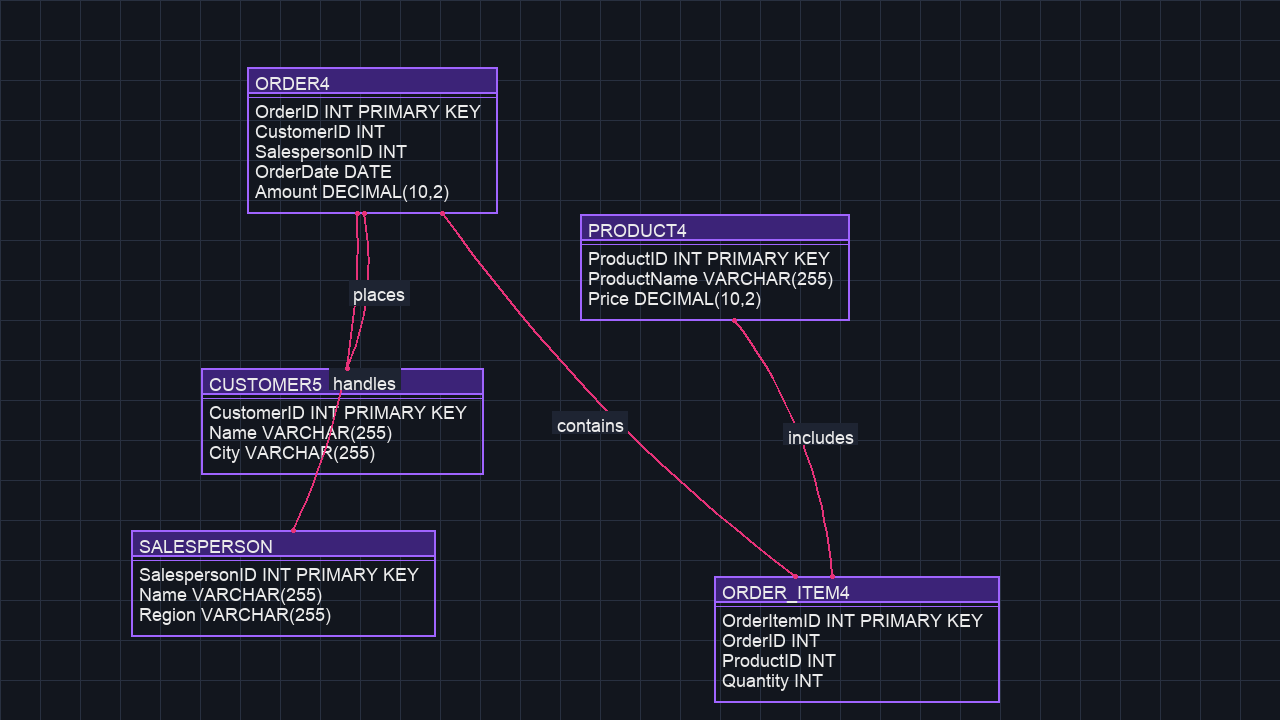 ORDER4
OrderID INT PRIMARY KEY
CustomerID INT
SalespersonID INT
OrderDate DATE
Amount DECIMAL(10,2)
PRODUCT4
ProductID INT PRIMARY KEY
ProductName VARCHAR(255)
Price DECIMAL(10,2)
places
CUSTOMER5
handles
CustomerID INT PRIMARY KEY
Name VARCHAR(255)
City VARCHAR(255)
contains
includes
SALESPERSON
SalespersonID INT PRIMARY KEY
Name VARCHAR(255)
Region VARCHAR(255)
ORDER_ITEM4
OrderItemID INT PRIMARY KEY
OrderID INT
ProductID INT
Quantity INT